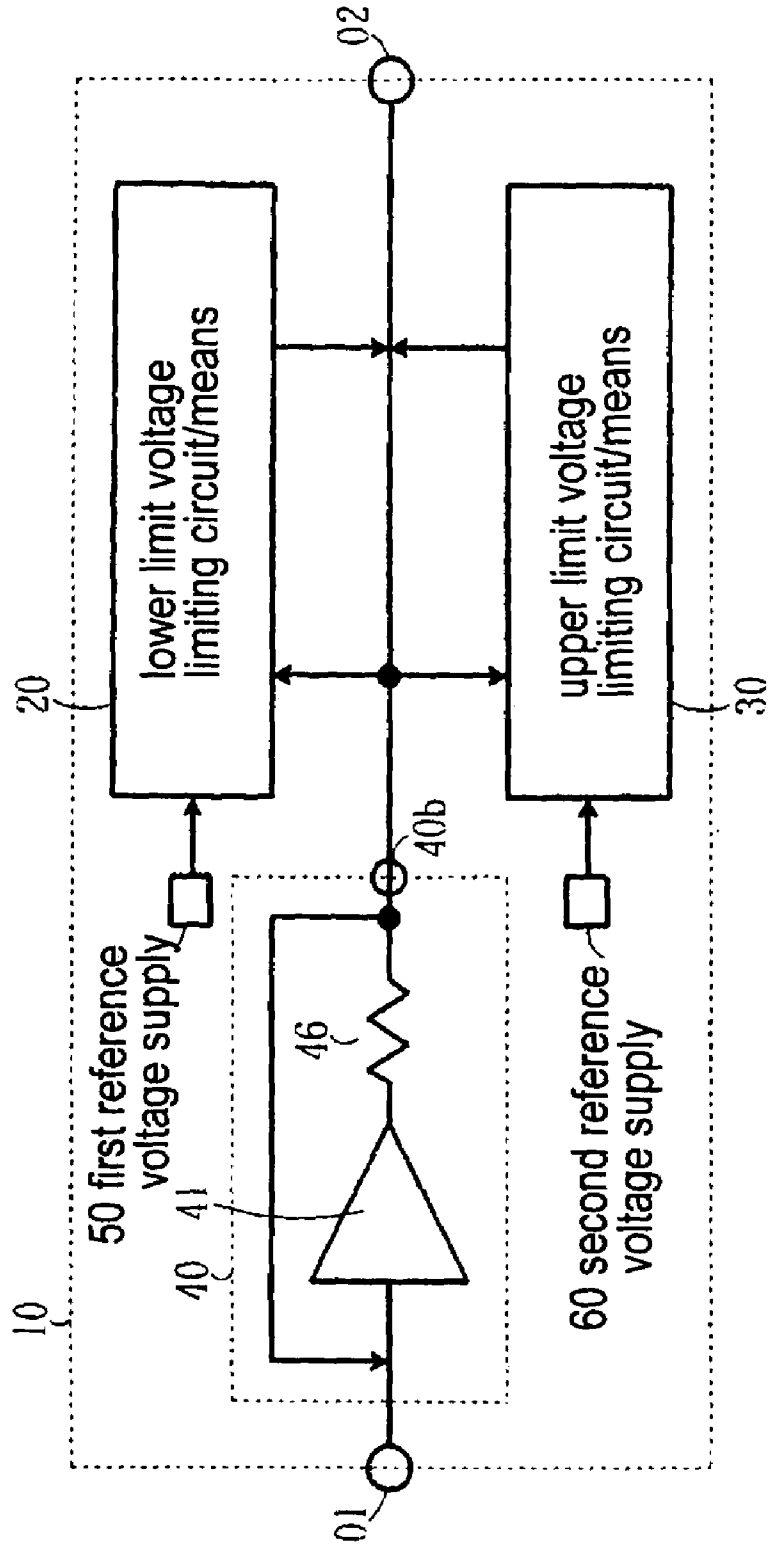 10
20
lower limit voltage
limiting circuit/means
50 first reference
voltage supply
40
41
46
40b
01
02
60 second reference
voltage supply
upper limit voltage
limiting circuit/means
30